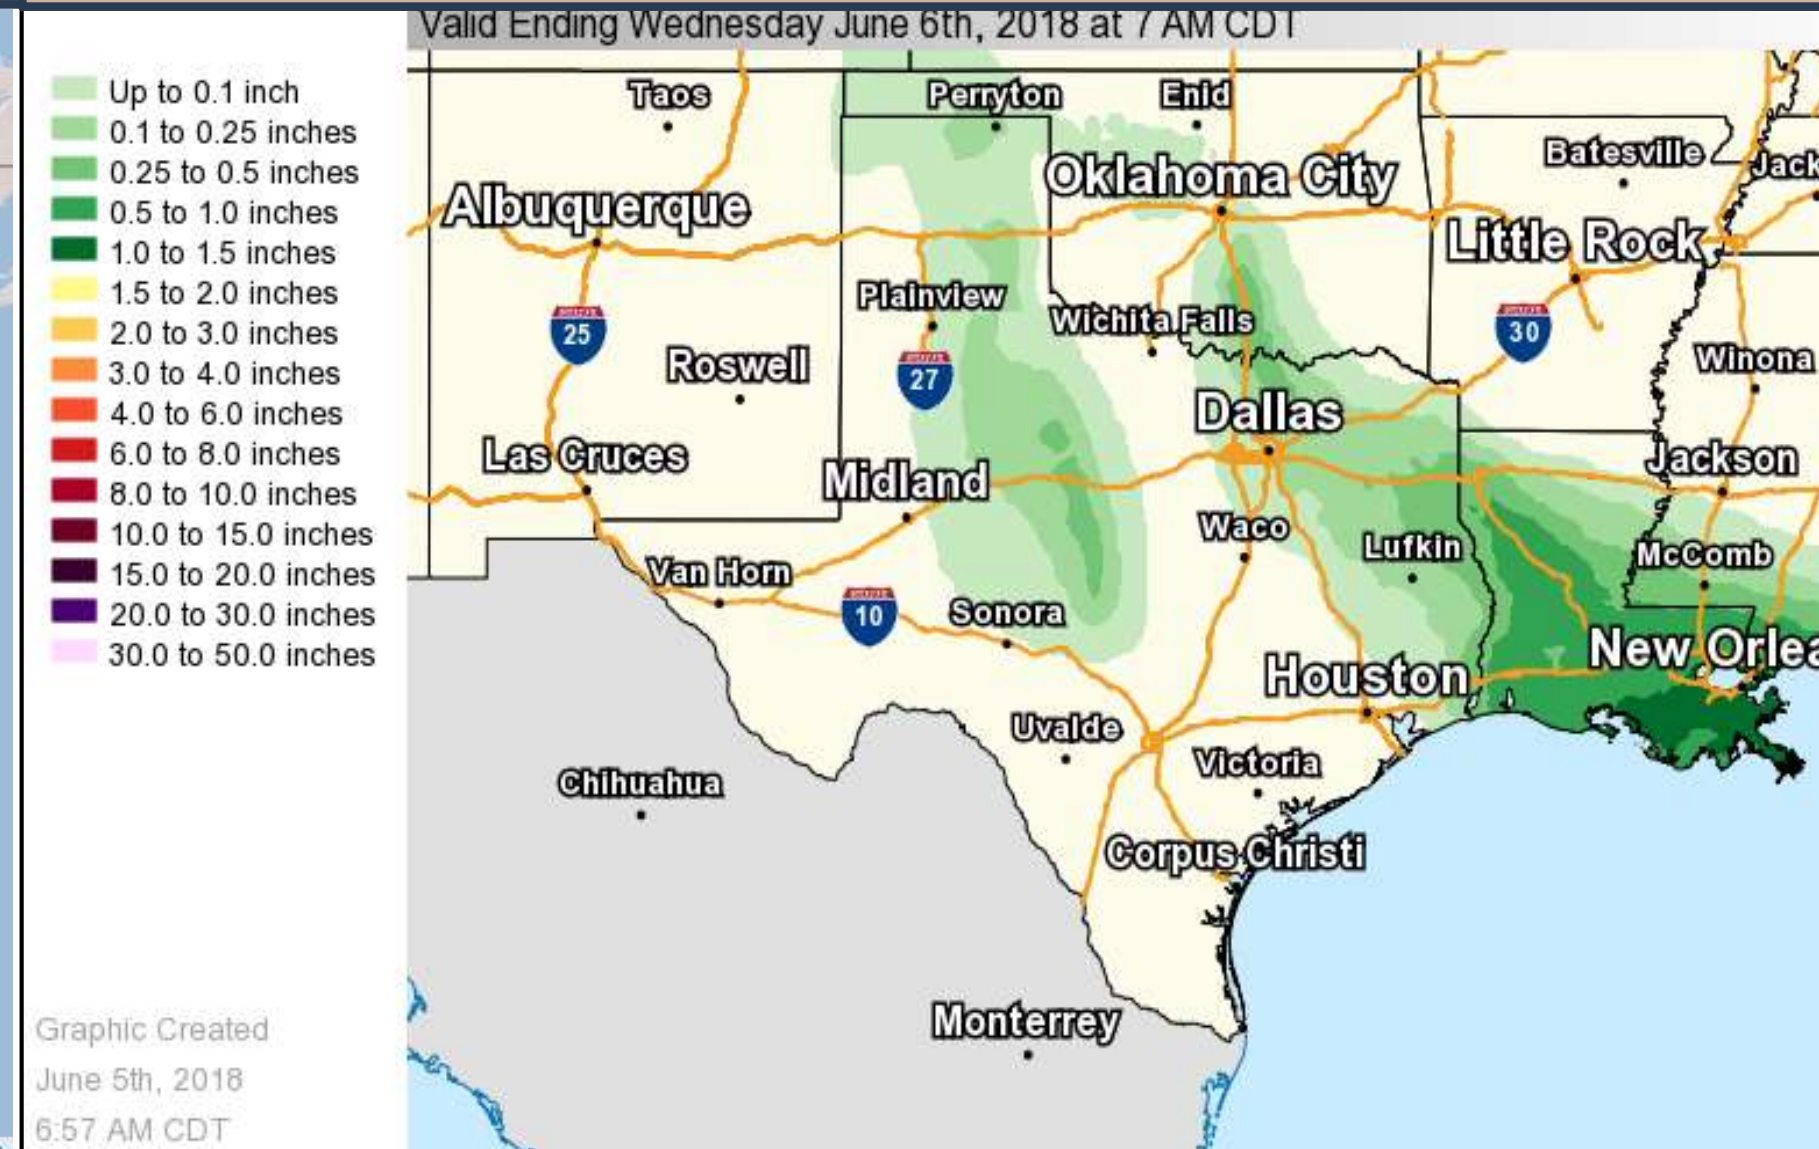 Valid Ending Wednesday June 6th, 2018 at 7 AM CDT
Up to 0.1 inch
0.1 to 0.25 inches
0.25 to 0.5 inches
0.5 to 1.0 inches
1.0 to 1.5 inches
1.5 to 2.0 inches
2.0 to 3.0 inches
3.0 to 4.0 inches
4.0 to 6.0 inches
6.0 to 8.0 inches
8.0 to 10.0 inches
10.0 to 15.0 inches
15.0 to 20.0 inches
20.0 to 30.0 inches
30.0 to 50.0 inches
Graphic Created
June 5th, 2018
6:57 AM CDT
Taos
Perryton
Enid
Batesville
Jack
Oklahoma City
Albuquerque
Little Rock
Plainview
Wichita Falls
25
30
Roswell
27
Winona
Dallas
Las Cruces
Midland
Jackson
Waco
Lufkin
McComb
Van Horn
10
Sonora
New Orlea
Houston
Uvalde
Victoria
Chihuahua
Corpus Christi
Monterrey